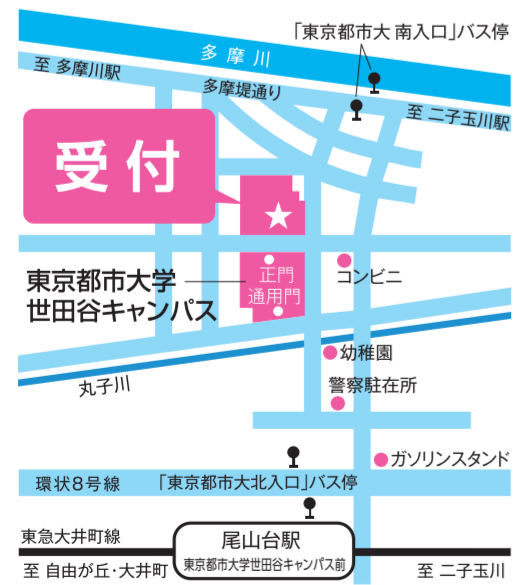 「東京都市大 南入口」バス停
多摩川
至 多摩川駅
多摩堤通り
至 二子玉川駅
受付
東京都市大学
世田谷キャンパス
正門
通用門
コンビニ
幼稚園
丸子川
警察駐在所
ガソリンスタンド
環状8号線
「東京都市大北入口」バス停
東急大井町線
尾山台駅
東京都市大学世田谷キャンパス前
至 自由が丘・大井町
至 二子玉川